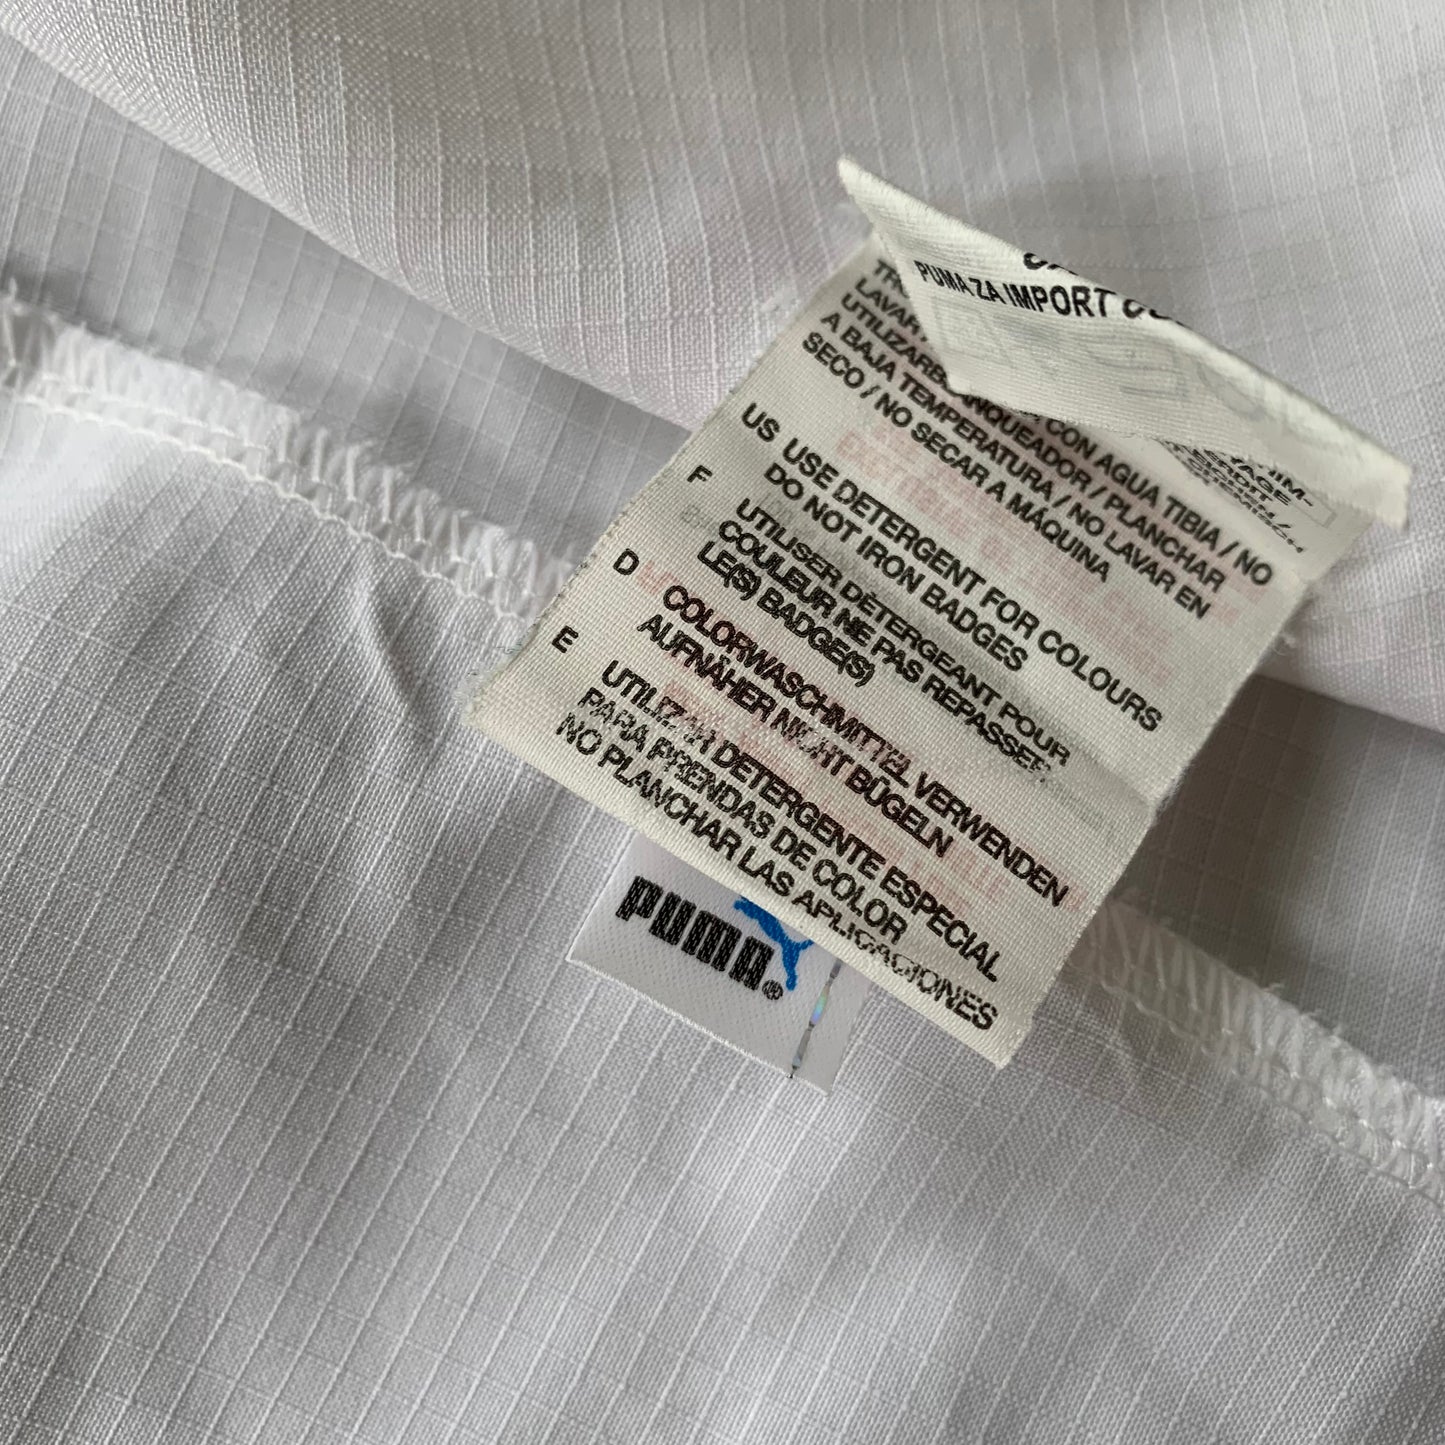 PUMA ZA IMPORT
LAVAR CON AGUA TIBIA / NO
UTILIZAR BLANQUEADOR / PLANCHAR
A BAJA TEMPERATURA / NO LAVAR EN
SECO / NO SECAR A MÁQUINA
US USE DETERGENT FOR COLOURS
DO NOT IRON BADGES
F UTILISER DÈTERGEANT POUR
COULEUR NE PAS REPASSER
LE(S) BADGE(S)
D COLORWASCHMITTEL VERWENDEN
AUFNÄHER NICHT BÜGELN
E UTILIZAR DETERGENTE ESPECIAL
PARA PRENDAS DE COLOR
NO PLANCHAR LAS APLICACIONES
PUMA®